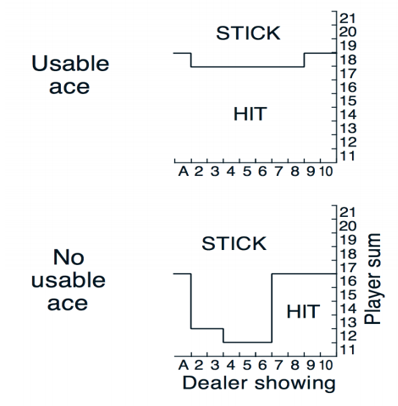 STICK
Usable
ace
HIT
21
20
19
18
17
16
15
14
13
12
11
A 2 3 4 5 6 7 8 9 10
STICK
No
usable
ace
HIT
21
20
19
18
17
16
15
14
13
12
11
Player sum
A 2 3 4 5 6 7 8 9 10
Dealer showing